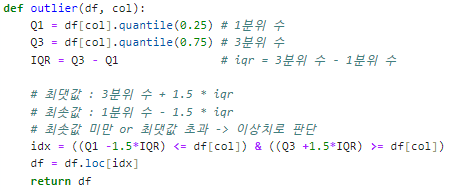 def outlier(df, col):
    Q1 = df[col].quantile(0.25) # 1분위 수
    Q3 = df[col].quantile(0.75) # 3분위 수
    IQR = Q3 - Q1               # iqr = 3분위 수 - 1분위 수

    # 최댓값 : 3분위 수 + 1.5 * iqr
    # 최솟값 : 1분위 수 - 1.5 * iqr
    # 최솟값 미만 or 최댓값 초과 -> 이상치로 판단
    idx = ((Q1 -1.5*IQR) <= df[col]) & ((Q3 +1.5*IQR) >= df[col])
    df = df.loc[idx]
    return df